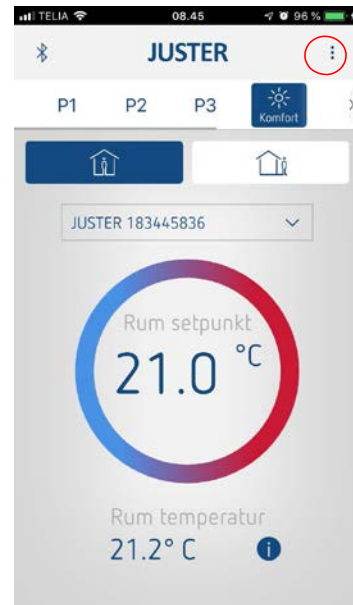 TELIA 08.45 96 %
JUSTER
P1 P2 P3 Komfort
JUSTER 183445836
Rum setpunkt
21.0 °C
Rum temperatur
21.2° C